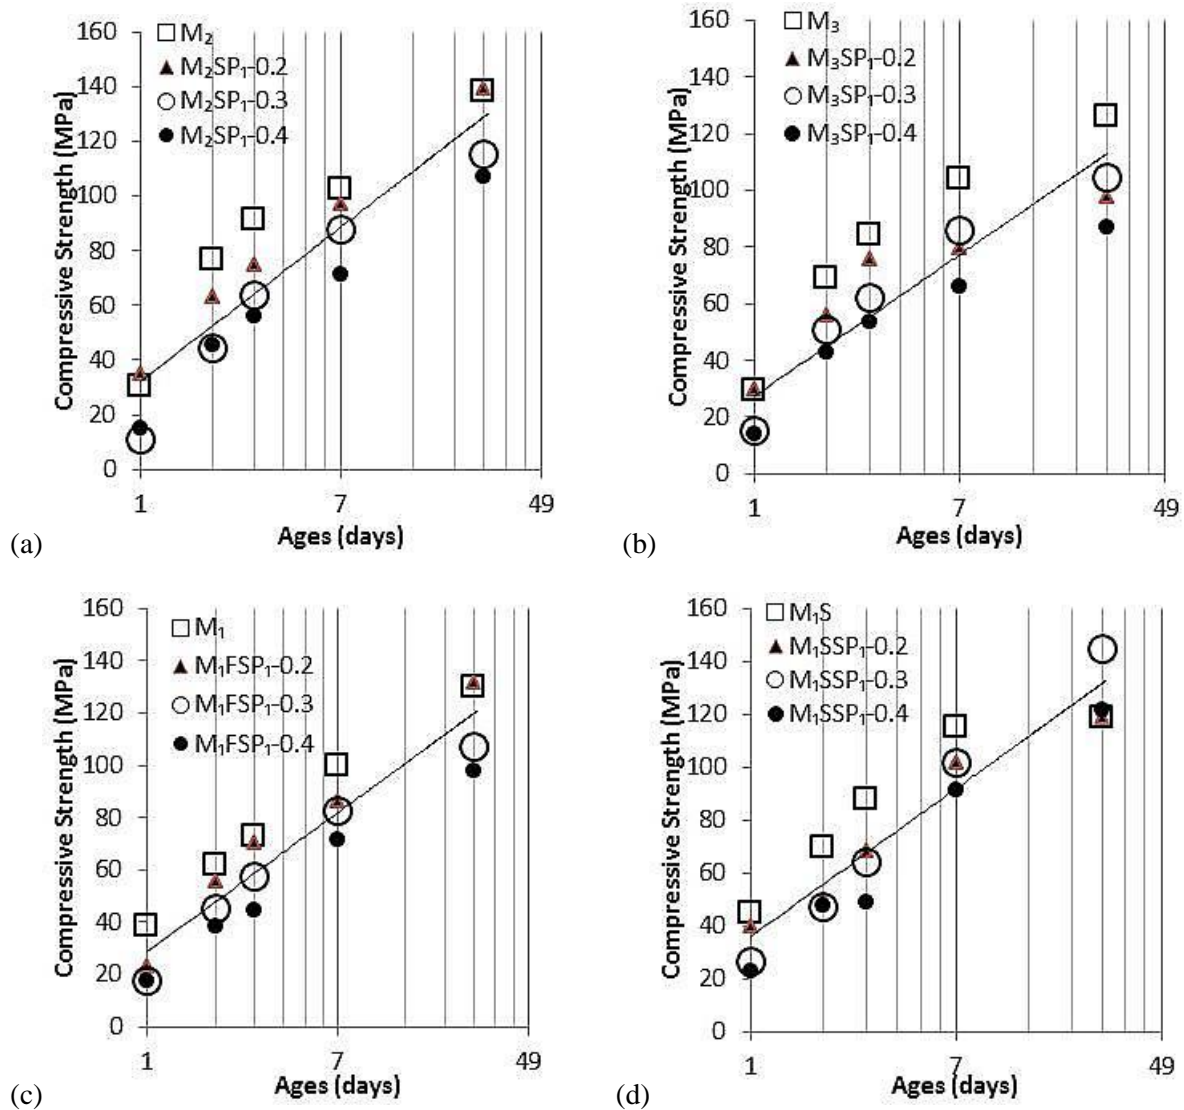 160
140
120
100
80
60
40
20
0
Compressive Strength (MPa)
M₂
M₂SP₁-0.2
M₂SP₁-0.3
M₂SP₁-0.4
1 7 49
Ages (days)
(a)
160
140
120
100
80
60
40
20
0
Compressive Strength (MPa)
M₃
M₃SP₁-0.2
M₃SP₁-0.3
M₃SP₁-0.4
1 7 49
Ages (days)
(b)
160
140
120
100
80
60
40
20
0
Compressive Strength (MPa)
M₁
M₁FSP₁-0.2
M₁FSP₁-0.3
M₁FSP₁-0.4
1 7 49
Ages (days)
(c)
160
140
120
100
80
60
40
20
0
Compressive Strength (MPa)
M₁S
M₁SSP₁-0.2
M₁SSP₁-0.3
M₁SSP₁-0.4
1 7 49
Ages (days)
(d)